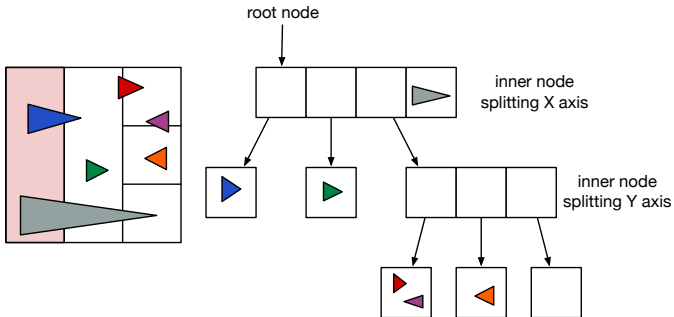 root node
inner node
splitting X axis
inner node
splitting Y axis